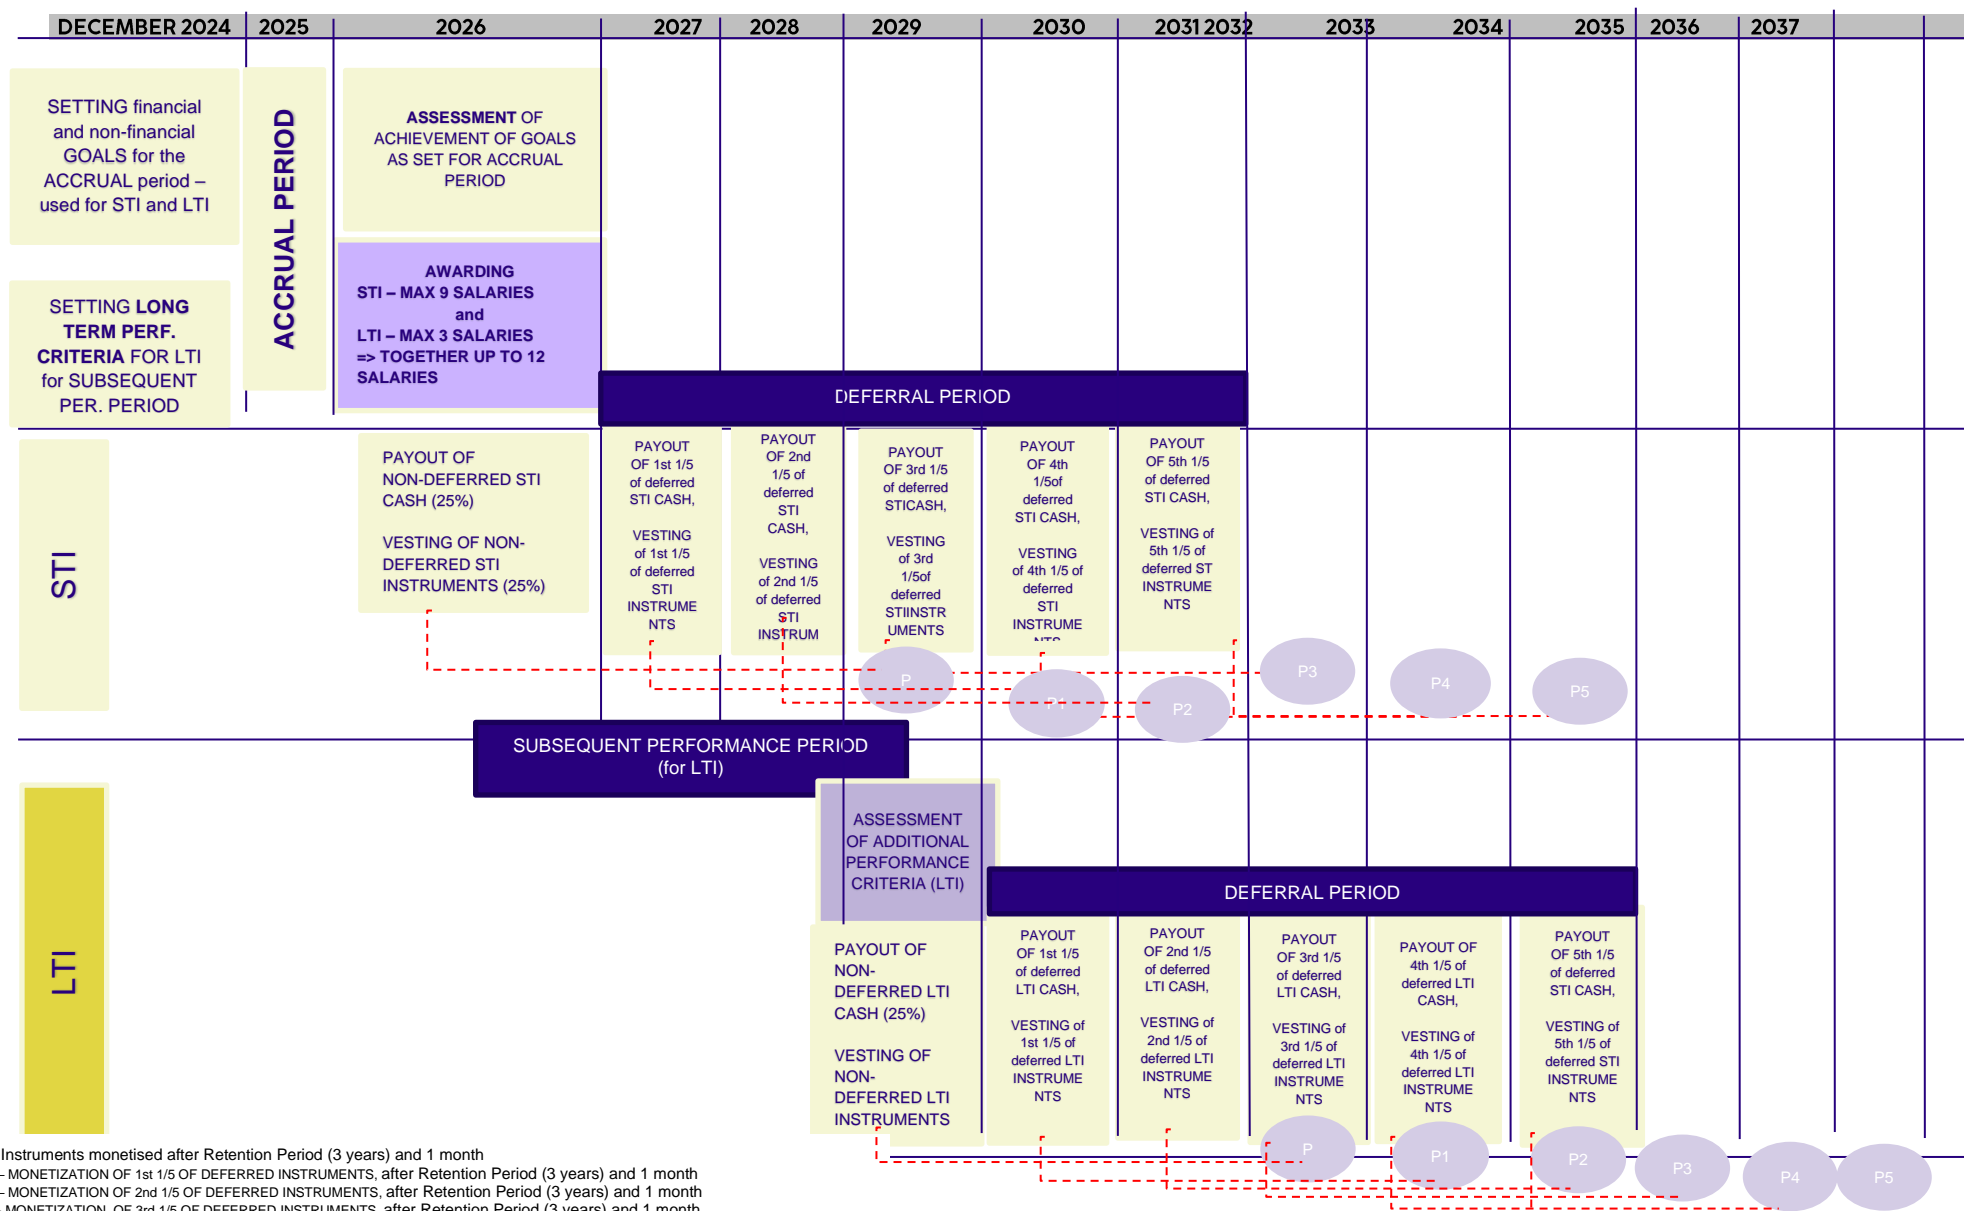 DECEMBER 2024 2025 2026 2027 2028 2029 2030 2031 2032 2033 2034 2035 2036 2037
SETTING financial
and non-financial
GOALS for the
ACCRUAL period –
used for STI and LTI
SETTING LONG
TERM PERF.
CRITERIA FOR LTI
for SUBSEQUENT
PER. PERIOD
ACCRUAL PERIOD
ASSESSMENT OF
ACHIEVEMENT OF GOALS
AS SET FOR ACCRUAL
PERIOD
AWARDING
STI – MAX 9 SALARIES
and
LTI – MAX 3 SALARIES
=> TOGETHER UP TO 12
SALARIES
DEFERRAL PERIOD
STI
PAYOUT OF
NON-DEFERRED STI
CASH (25%)
VESTING OF NON-
DEFERRED STI
INSTRUMENTS (25%)
PAYOUT
OF 1st 1/5
of deferred
STI CASH,
VESTING
of 1st 1/5
of deferred
STI
INSTRUME
NTS
PAYOUT
OF 2nd
1/5 of
deferred
STI
CASH,
VESTING
of 2nd 1/5
of deferred
STI
INSTRUM
PAYOUT
OF 3rd 1/5
of deferred
STICASH,
VESTING
of 3rd
1/5of
deferred
STIINSTR
UMENTS
PAYOUT
OF 4th
1/5of
deferred
STI CASH,
VESTING
of 4th 1/5 of
deferred
STI
INSTRUME
NTS
PAYOUT
OF 5th 1/5
of deferred
STI CASH,
VESTING of
5th 1/5 of
deferred ST
INSTRUME
NTS
P
P1
P2
P3
P4
P5
SUBSEQUENT PERFORMANCE PERIOD
(for LTI)
LTI
ASSESSMENT
OF ADDITIONAL
PERFORMANCE
CRITERIA (LTI)
DEFERRAL PERIOD
PAYOUT OF
NON-
DEFERRED LTI
CASH (25%)
VESTING OF
NON-
DEFERRED LTI
INSTRUMENTS
PAYOUT
OF 1st 1/5
of deferred
LTI CASH,
VESTING of
1st 1/5 of
deferred LTI
INSTRUME
NTS
PAYOUT
OF 2nd 1/5
of deferred
LTI CASH,
VESTING of
2nd 1/5 of
deferred LTI
INSTRUME
NTS
PAYOUT
OF 3rd 1/5
of deferred
LTI CASH,
VESTING of
3rd 1/5 of
deferred LTI
INSTRUME
NTS
PAYOUT OF
4th 1/5 of
deferred LTI
CASH,
VESTING of
4th 1/5 of
deferred LTI
INSTRUME
NTS
PAYOUT
OF 5th 1/5
of deferred
STI CASH,
VESTING of
5th 1/5 of
deferred STI
INSTRUME
NTS
P
P1
P2
P3
P4
P5
Instruments monetised after Retention Period (3 years) and 1 month
– MONETIZATION OF 1st 1/5 OF DEFERRED INSTRUMENTS, after Retention Period (3 years) and 1 month
– MONETIZATION OF 2nd 1/5 OF DEFERRED INSTRUMENTS, after Retention Period (3 years) and 1 month
– MONETIZATION OF 3rd 1/5 OF DEFERRED INSTRUMENTS, after Retention Period (3 years) and 1 month